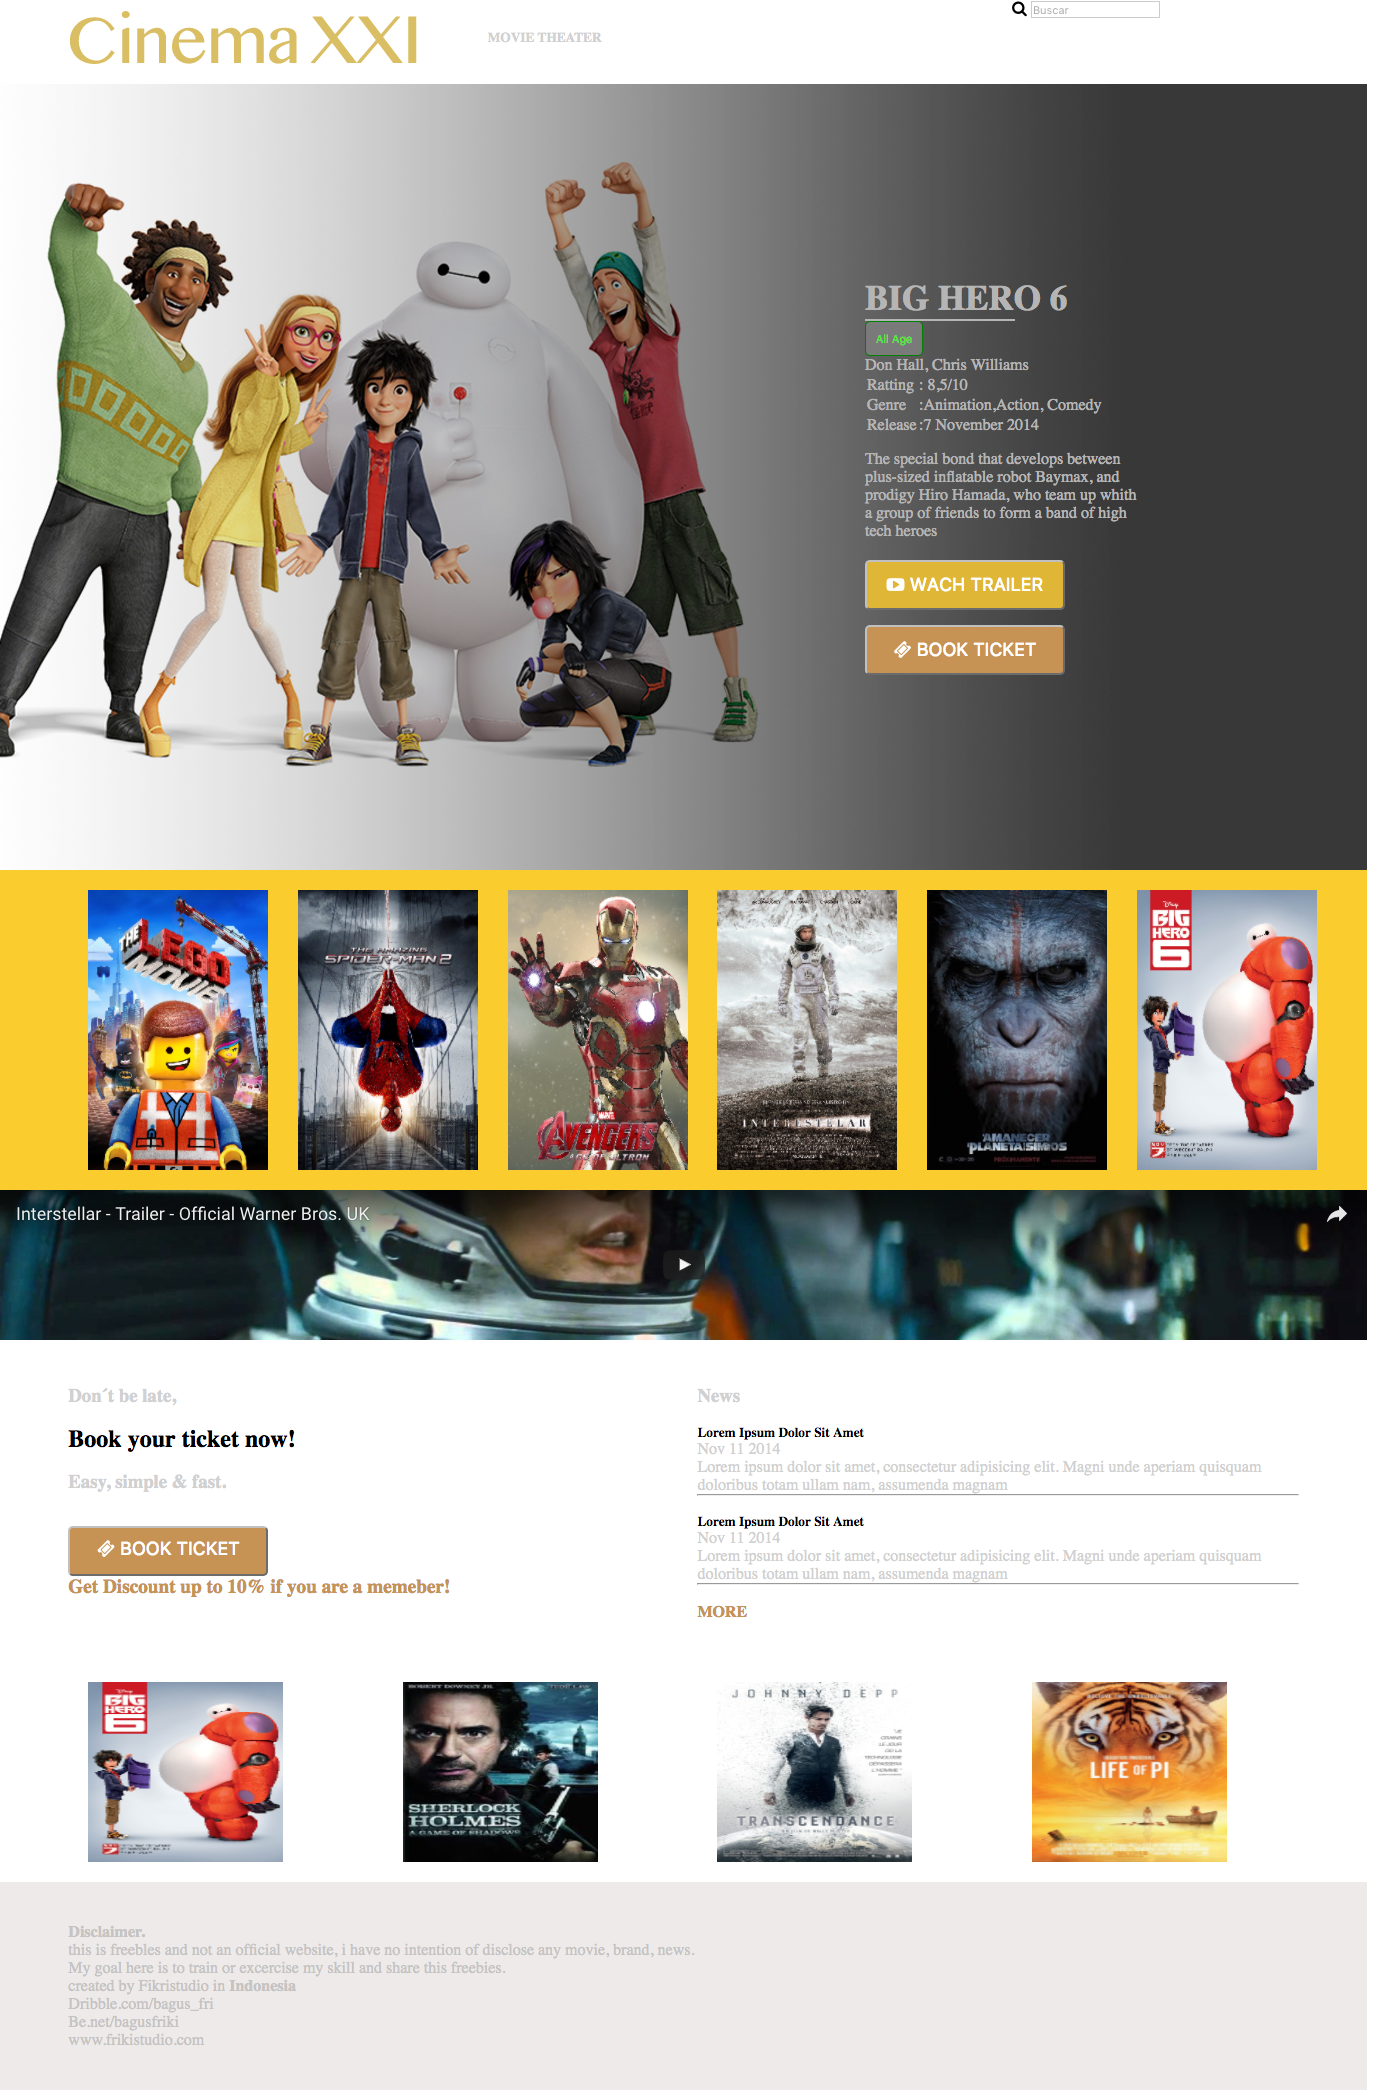 Cinema XXI
MOVIE THEATER
Buscar
BIG HERO 6
All Age
Don Hall, Chris Williams
Ratting : 8,5/10
Genre :Animation,Action, Comedy
Release :7 November 2014
The special bond that develops between
plus-sized inflatable robot Baymax, and
prodigy Hiro Hamada, who team up whith
a group of friends to form a band of high
tech heroes
WACH TRAILER
BOOK TICKET
THE LEGO MOVIE
THE AMAZING
SPIDER-MAN 2
MARVEL
AVENGERS
AGE OF ULTRON
INTERESTELAR
AMANECER
PLANETA SIMIOS
Disney
BIG
HERO
6
Interstellar - Trailer - Official Warner Bros. UK
Don´t be late,
Book your ticket now!
Easy, simple & fast.
BOOK TICKET
Get Discount up to 10% if you are a memeber!
News
Lorem Ipsum Dolor Sit Amet
Nov 11 2014
Lorem ipsum dolor sit amet, consectetur adipisicing elit. Magni unde aperiam quisquam
doloribus totam ullam nam, assumenda magnam
Lorem Ipsum Dolor Sit Amet
Nov 11 2014
Lorem ipsum dolor sit amet, consectetur adipisicing elit. Magni unde aperiam quisquam
doloribus totam ullam nam, assumenda magnam
MORE
BIG
HERO
6
ROBERT DOWNEY JR.
SHERLOCK
HOLMES
A GAME OF SHADOWS
JOHNNY DEPP
TRANSCENDANCE
LIFE OF PI
Disclaimer.
this is freebles and not an official website, i have no intention of disclose any movie, brand, news.
My goal here is to train or excercise my skill and share this freebies.
created by Fikristudio in Indonesia
Dribble.com/bagus_fri
Be.net/bagusfriki
www.frikistudio.com